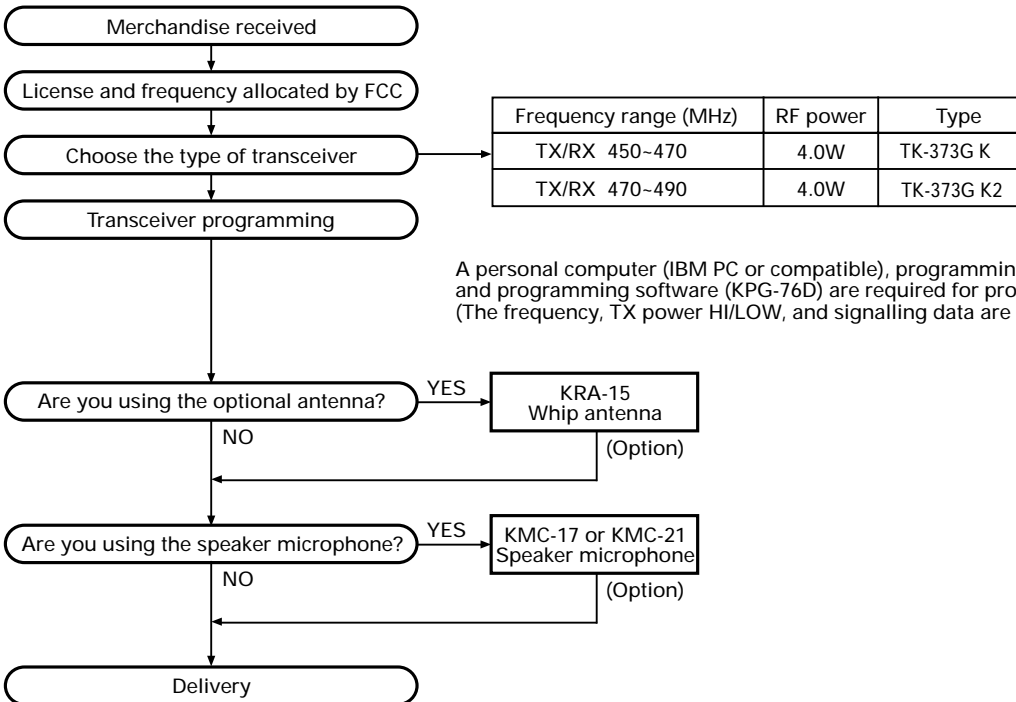 Merchandise received
License and frequency allocated by FCC
Choose the type of transceiver
Frequency range (MHz) RF power Type
TX/RX 450~470 4.0W TK-373G K
TX/RX 470~490 4.0W TK-373G K2
Transceiver programming
A personal computer (IBM PC or compatible),
and programming software (KPG-76D) are required for
(The frequency, TX power HI/LOW, and signalling data are
Are you using the optional antenna?
YES
KRA-15
Whip antenna
NO
(Option)
Are you using the speaker microphone?
YES
KMC-17 or KMC-21
Speaker microphone
NO
(Option)
Delivery